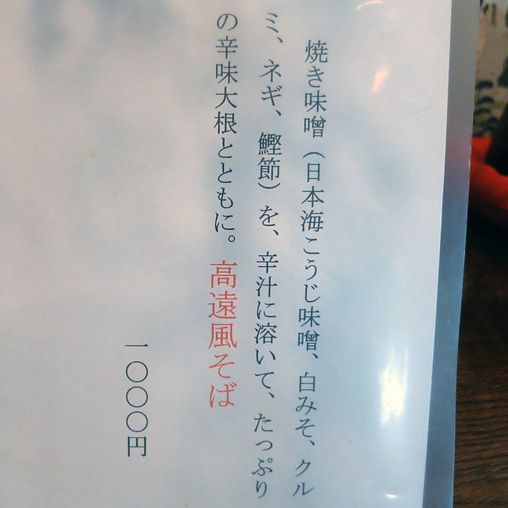 焼き味噌（日本海こうじ味噌、白みそ、クル
ミ、ネギ、鰹節）を、辛汁に溶いて、たっぷり
の辛味大根とともに。高遠風そば
一〇〇〇円